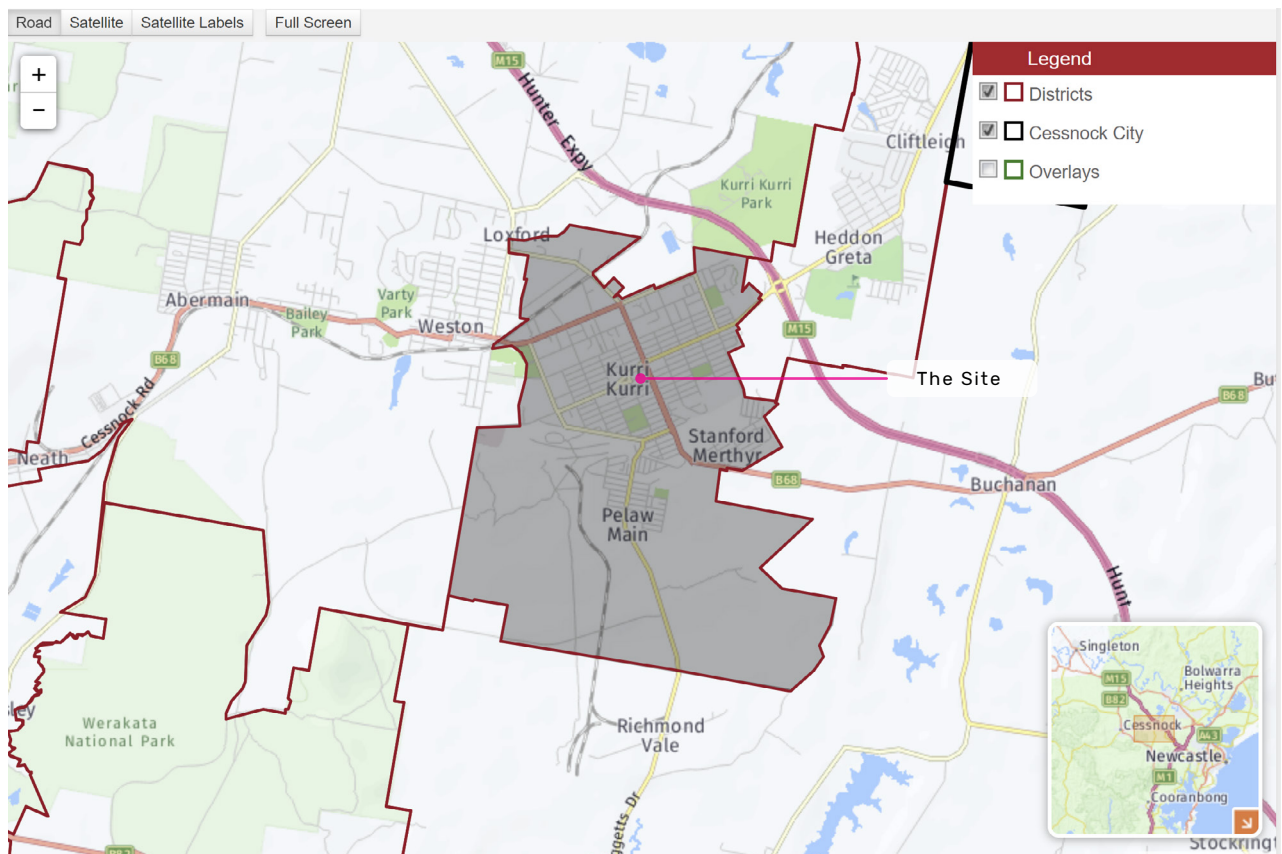 Road Satellite Satellite Labels Full Screen
+
−
Legend
Districts
Cessnock City
Overlays
M15
Hunter Expy
Cliftleigh
Kurri Kurri
Park
Loxford
Heddon
Greta
Abermain
Varty
Park
Bailey
Park
Weston
M15
B68
Kurri
Kurri
The Site
B68
Cessnock Rd
Neath
Stanford
Merthyr
B68
Buchanan
Pelaw
Main
Hunt
Werakata
National Park
Richmond
Vale
ggetts Dr
Stockringt
Singleton
Bolwarra
Heights
M15
B82
Cessnock
A43
Newcastle
M1
Cooranbong